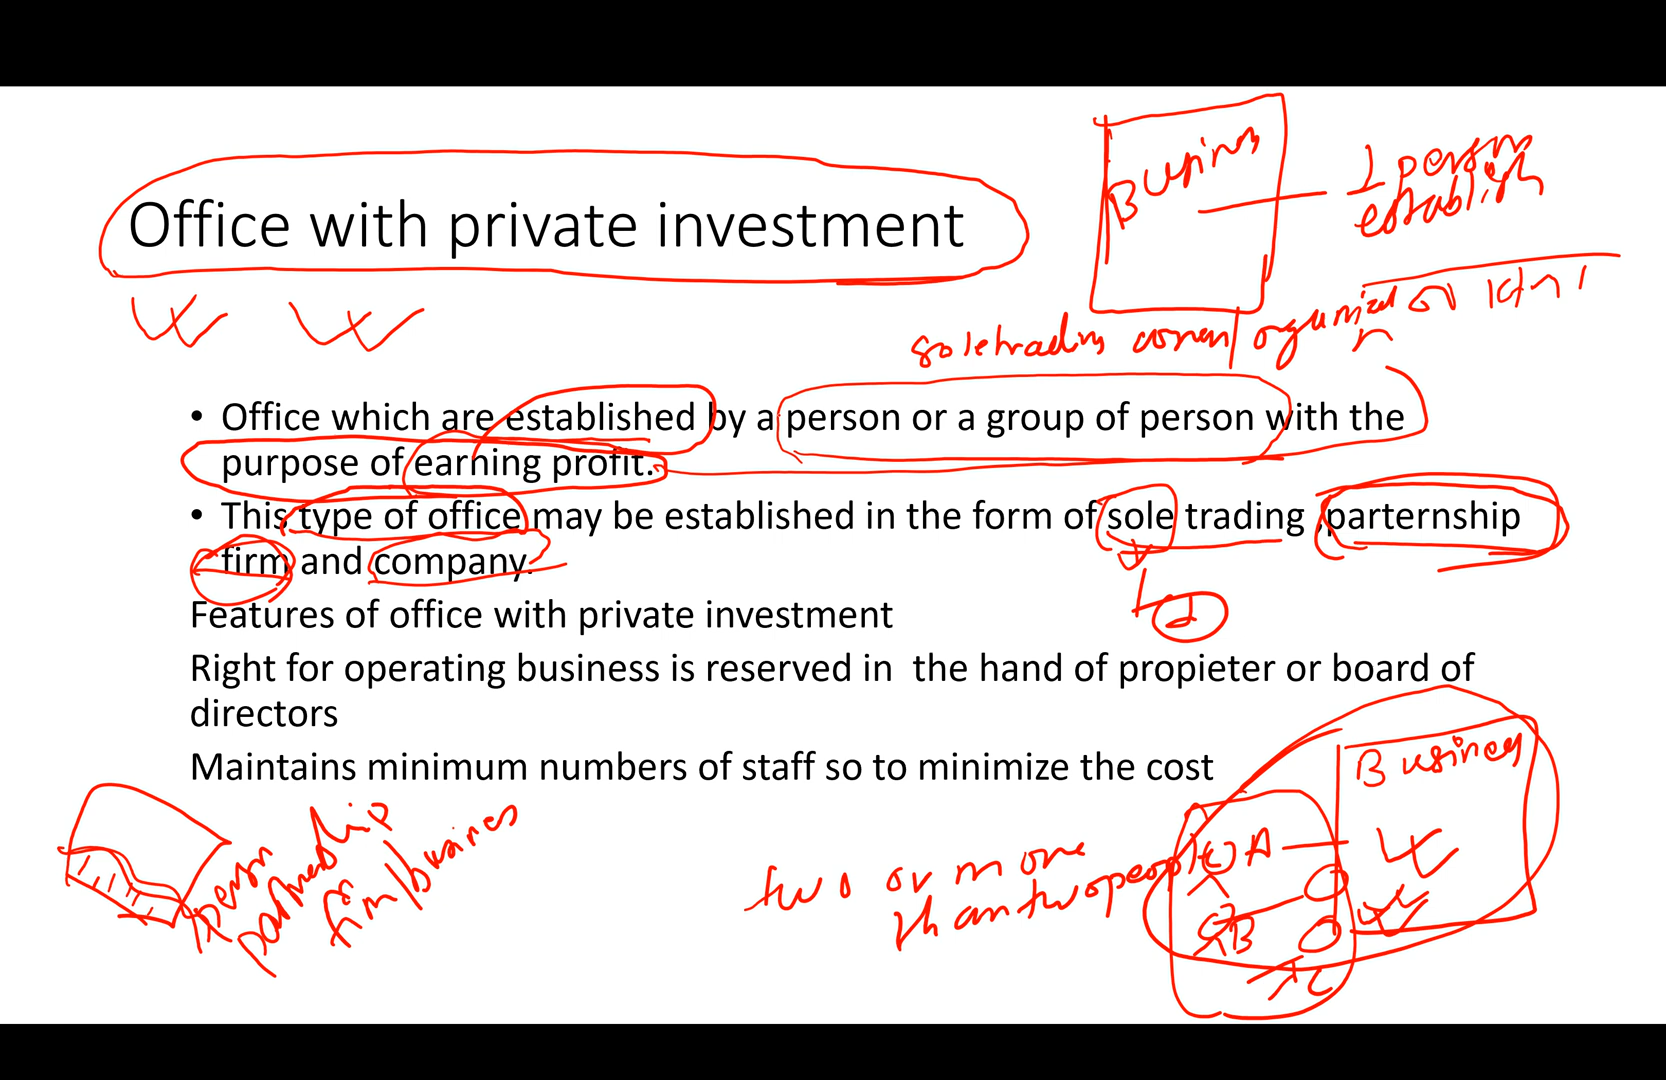 Business
1 person
establish
Office with private investment
sole trading concern/organiz
• Office which are established by a person or a group of person with the
purpose of earning profit.
• This type of office may be established in the form of sole trading ,parternship
firm and company.
Features of office with private investment
Right for operating business is reserved in  the hand of propieter or board of
directors
Maintains minimum numbers of staff so to minimize the cost
Business
person
partnership
firm/business
two or more
than two people
A
B
C